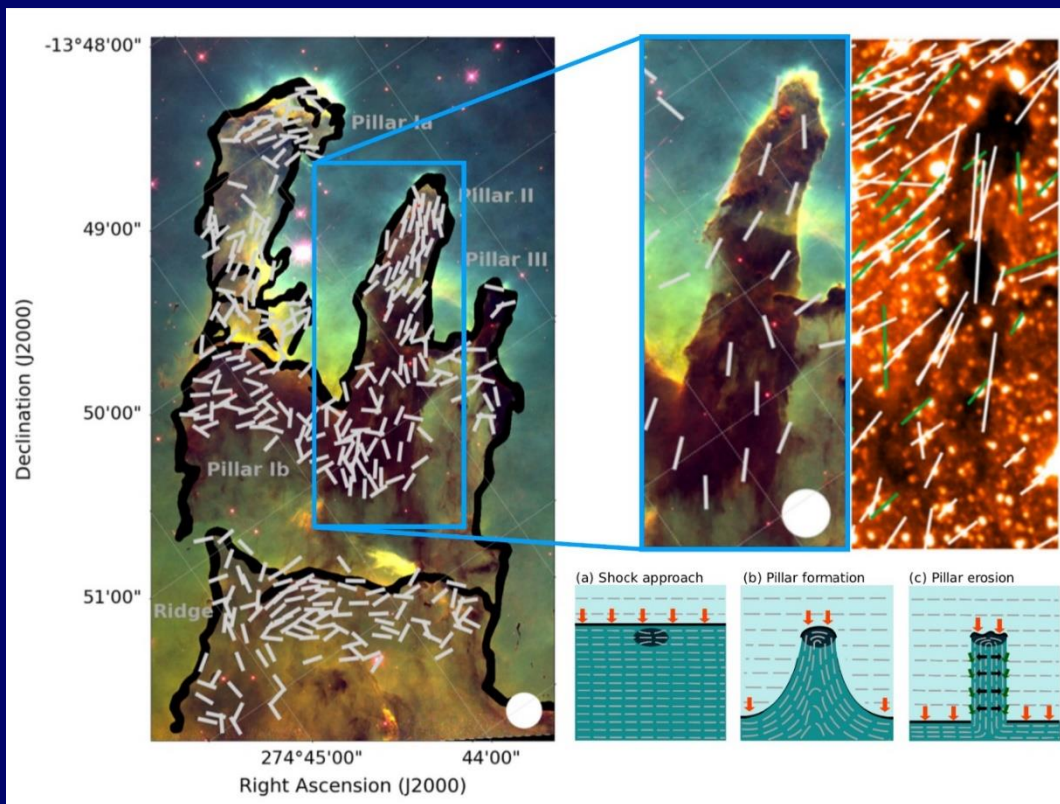 -13°48'00"
Pillar Ia
Pillar II
49'00"
Pillar III
Declination (J2000)
50'00"
Pillar Ib
(a) Shock approach
(b) Pillar formation
(c) Pillar erosion
51'00"
Ridge
274°45'00"
44'00"
Right Ascension (J2000)